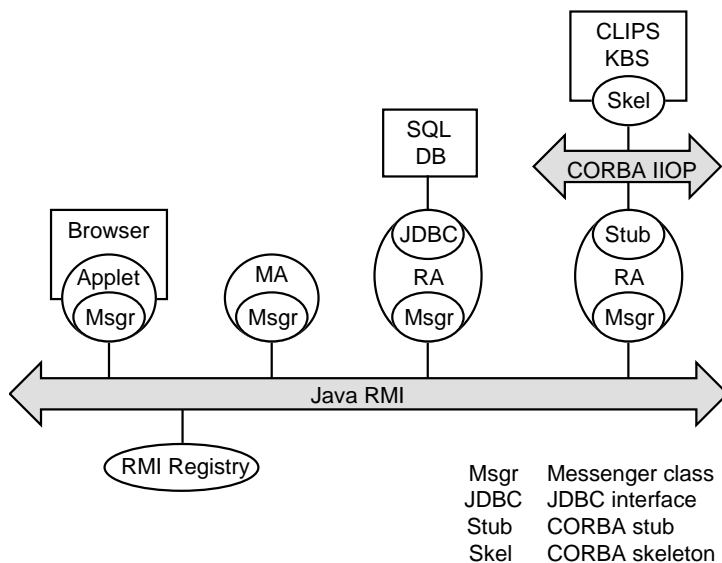 CLIPS
KBS
Skel
SQL
DB
CORBA IIOP
Browser
JDBC
Stub
Applet
MA
RA
RA
Msgr
Msgr
Msgr
Msgr
Java RMI
RMI Registry
Msgr Messenger class
JDBC JDBC interface
Stub CORBA stub
Skel CORBA skeleton